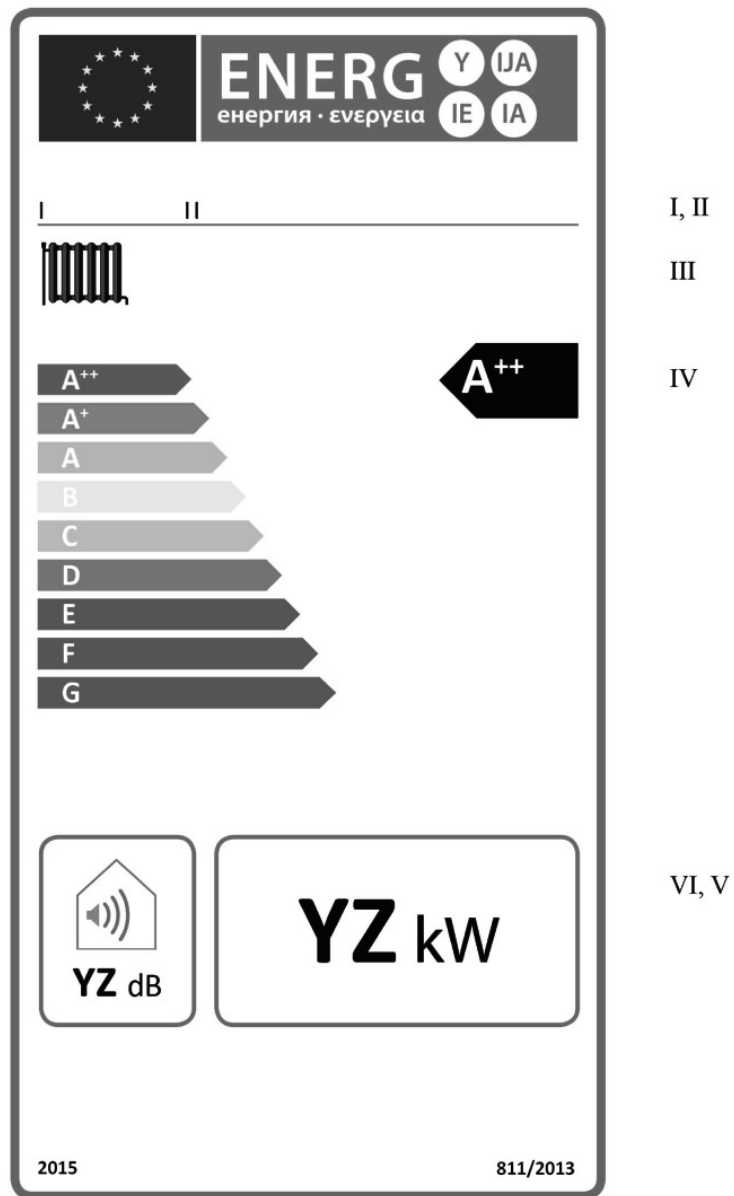 ENERG Y IJA
енергия · ενεργεια IE IA
I II I, II
III
A++ A++ IV
A+
A
B
C
D
E
F
G
VI, V
YZ kW
YZ dB
2015 811/2013